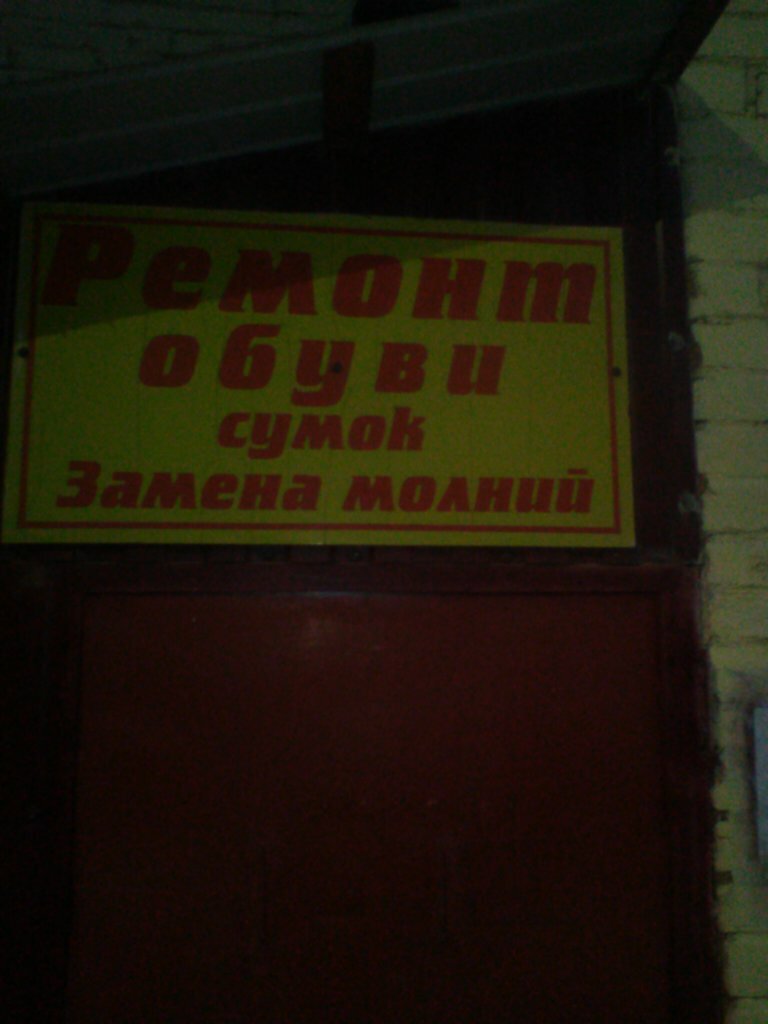 Ремонт
обуви
сумок
Замена молний